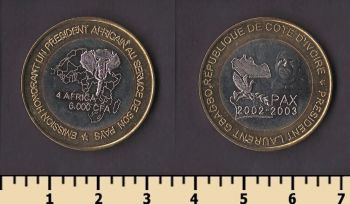 EMISSION HONORANT UN PRESIDENT AFRICAIN AU SERVICE DE SON PAYS
4 AFRICA
6.000 CFA
REPUBLIQUE DE COTE D'IVOIRE
PRESIDENT LAURENT GBAGBO
PAX
2002-2003
1 2 3 4 5 6 7